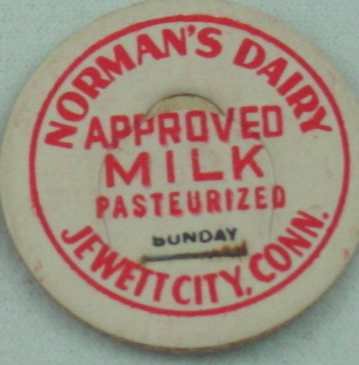 NORMAN'S DAIRY
APPROVED
MILK
PASTEURIZED
SUNDAY
JEWETT CITY, CONN.